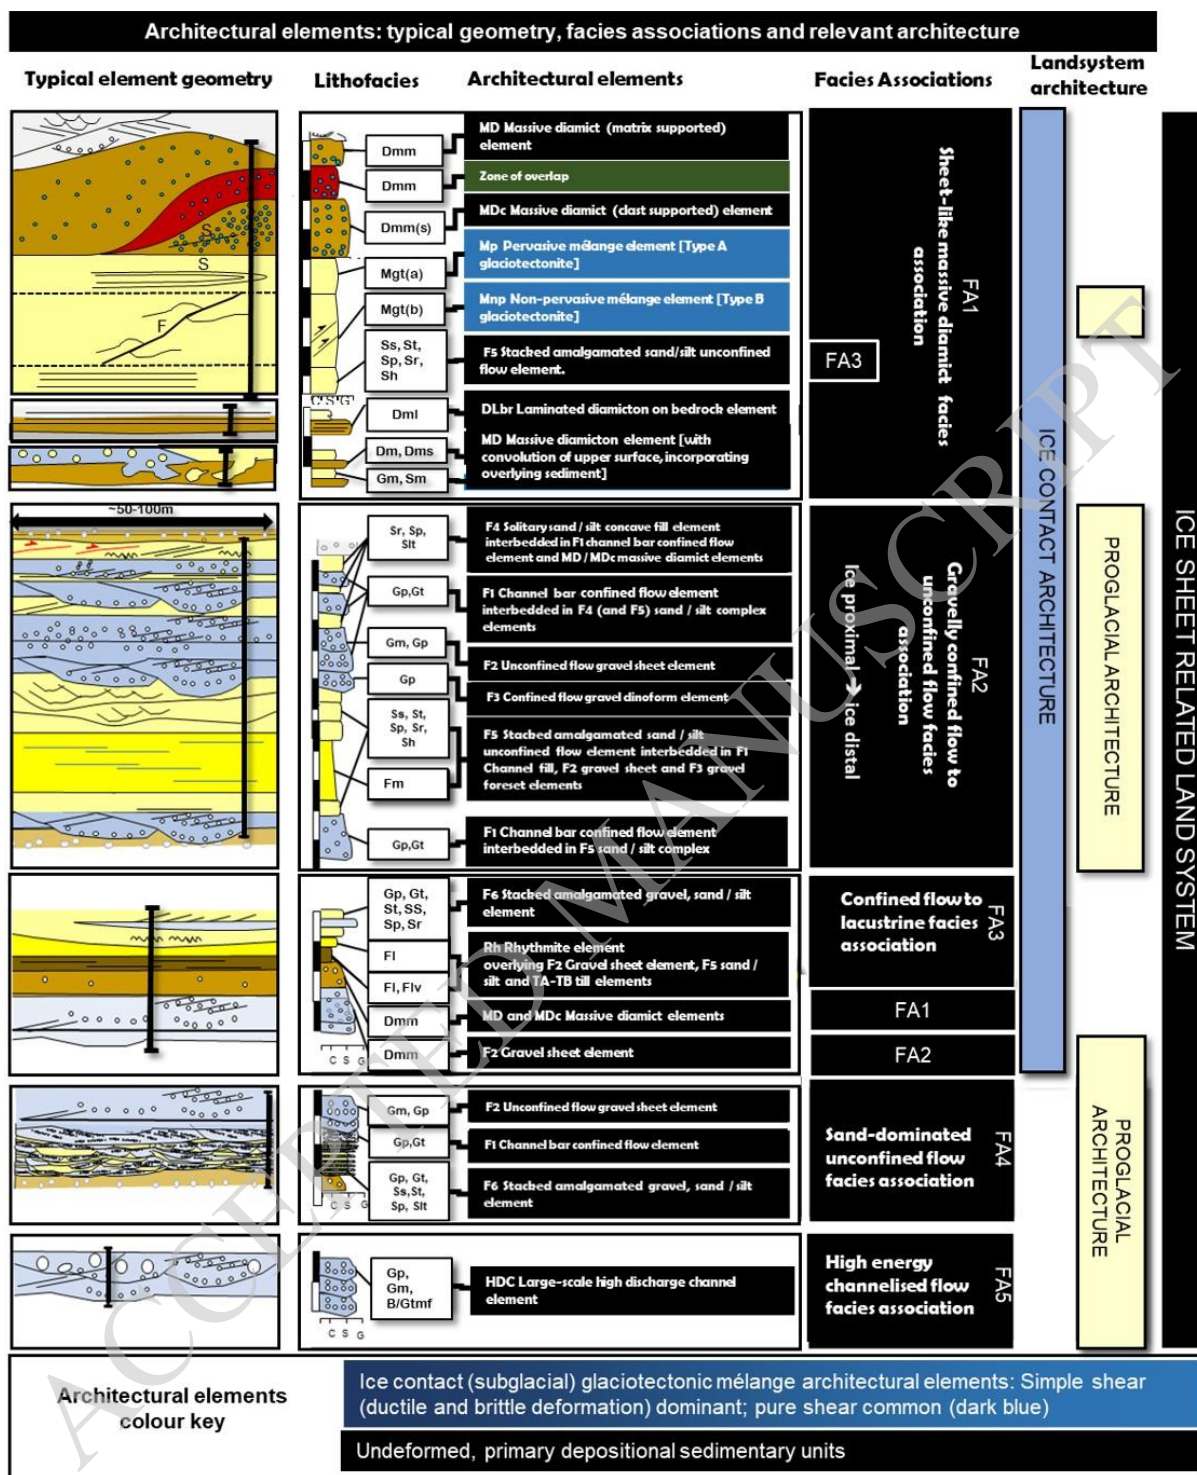 Architectural elements: typical geometry, facies associations and relevant architecture
Typical element geometry
Lithofacies
Architectural elements
Facies Associations
Landsystem
architecture
S
S
F
Dmm
Dmm
Dmm(s)
Mgt(a)
Mgt(b)
Ss, St,
Sp, Sr,
Sh
C S G
Dml
Dm, Dms
Gm, Sm
MD Massive diamict (matrix supported)
element
Zone of overlap
MDc Massive diamict (clast supported) element
Mp Pervasive mélange element [Type A
glaciotectonite]
Mnp Non-pervasive mélange element [Type B
glaciotectonite]
F5 Stacked amalgamated sand/silt unconfined
flow element.
DLbr Laminated diamicton on bedrock element
MD Massive diamicton element [with
convolution of upper surface, incorporating
overlying sediment]
FA1
Sheet-like massive diamict facies
association
FA3
~50-100m
Sr, Sp,
Slt
Gp,Gt
Gm, Gp
Gp
Ss, St,
Sp, Sr,
Sh
Fm
Gp,Gt
F4 Solitary sand / silt concave fill element
interbedded in F1 channel bar confined flow
element and MD / MDc massive diamict elements
F1 Channel bar confined flow element
interbedded in F4 (and F5) sand / silt complex
elements
F2 Unconfined flow gravel sheet element
F3 Confined flow gravel dinoform element
F5 Stacked amalgamated sand / silt
unconfined flow element interbedded in F1
Channel fill, F2 gravel sheet and F3 gravel
foreset elements
F1 Channel bar confined flow element
interbedded in F5 sand / silt complex
FA2
Gravelly confined flow to
unconfined flow facies
association
Ice proximal → ice distal
Gp, Gt,
St, SS,
Sp, Sr
Fl
Fl, Flv
Dmm
Dmm
C S G
F6 Stacked amalgamated gravel, sand / silt
element
Rh Rhythmite element
overlying F2 Gravel sheet element, F5 sand /
silt and TA-TB till elements
MD and MDc Massive diamict elements
F2 Gravel sheet element
Confined flow to
lacustrine facies
association
FA3
FA1
FA2
Gm, Gp
Gp,Gt
Gp, Gt,
Ss,St,
Sp, Slt
C S G
F2 Unconfined flow gravel sheet element
F1 Channel bar confined flow element
F6 Stacked amalgamated gravel, sand / silt
element
Sand-dominated
unconfined flow
facies association
FA4
Gp,
Gm,
B/Gtmf
C S G
HDC Large-scale high discharge channel
element
High energy
channelised flow
facies association
FA5
ICE CONTACT ARCHITECTURE
PROGLACIAL ARCHITECTURE
PROGLACIAL
ARCHITECTURE
ICE SHEET RELATED LAND SYSTEM
Architectural elements
colour key
Ice contact (subglacial) glaciotectonic mélange architectural elements: Simple shear
(ductile and brittle deformation) dominant; pure shear common (dark blue)
Undeformed, primary depositional sedimentary units
ACCEPTED MANUSCRIPT